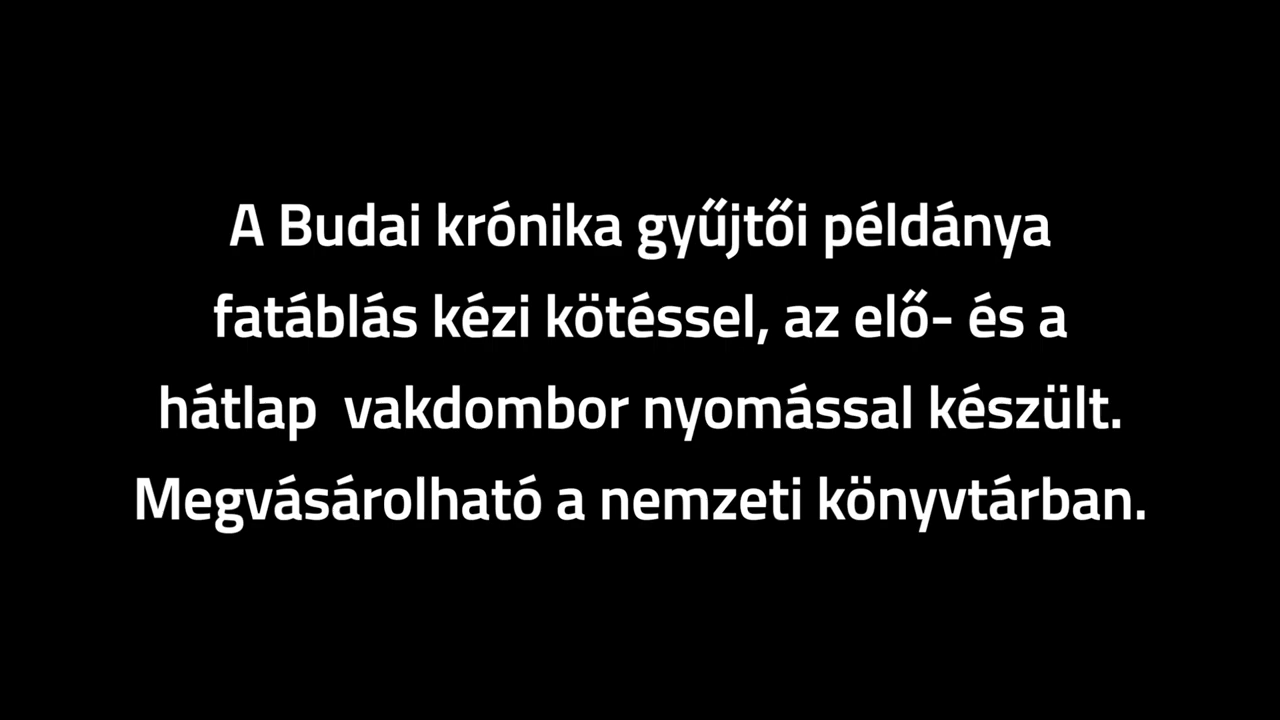 A Budai krónika gyűjtői példánya
fatáblás kézi kötéssel, az elő- és a
hátlap  vakdombor nyomással készült.
Megvásárolható a nemzeti könyvtárban.